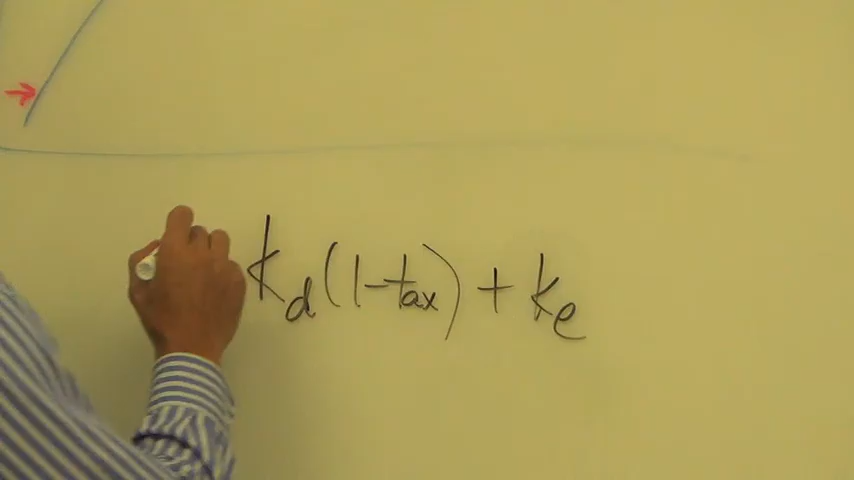 kd(1-tax) + ke